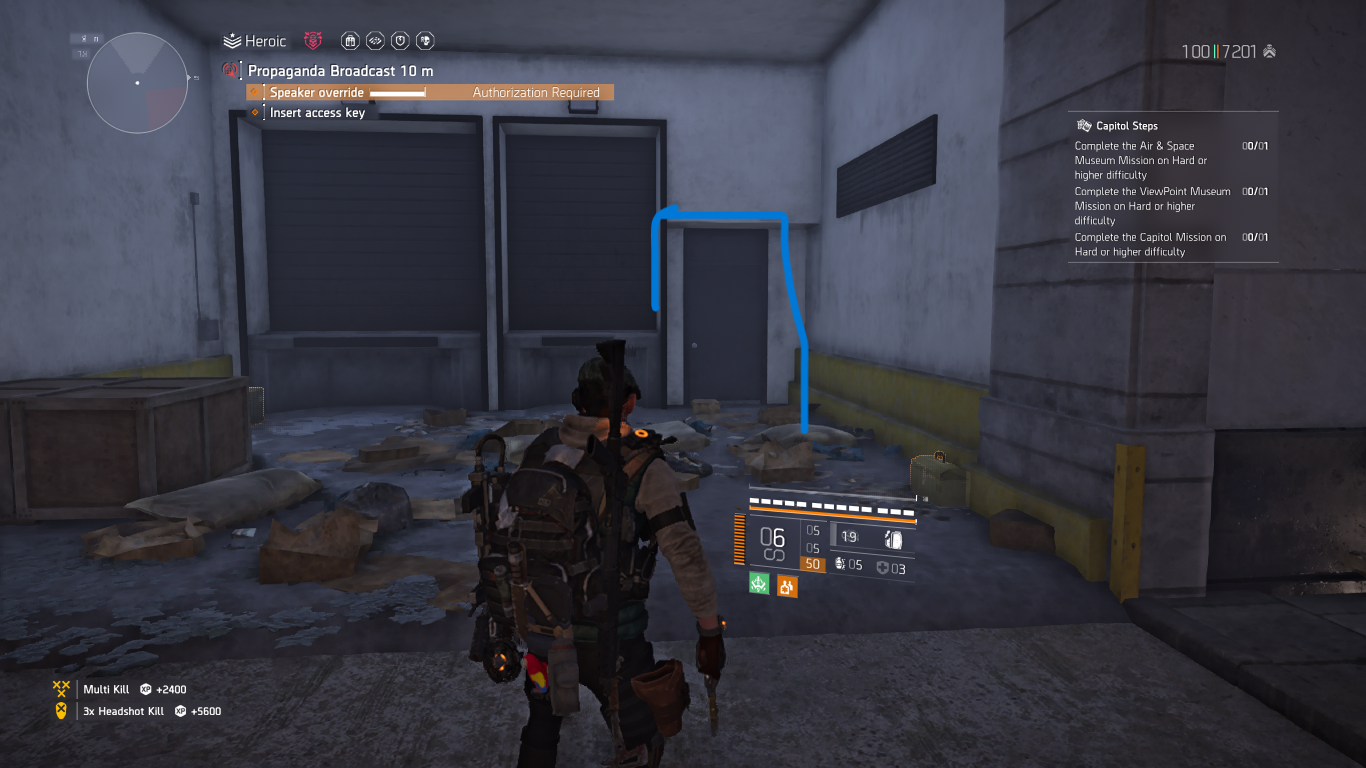 Heroic
Propaganda Broadcast 10 m
Speaker override Authorization Required
Insert access key
100 7201
Capitol Steps
Complete the Air & Space 00/01
Museum Mission on Hard or
higher difficulty
Complete the ViewPoint Museum 00/01
Mission on Hard or higher
difficulty
Complete the Capitol Mission on 00/01
Hard or higher difficulty
06
05
05
50
19
05
03
Multi Kill XP +2400
3x Headshot Kill XP +5600